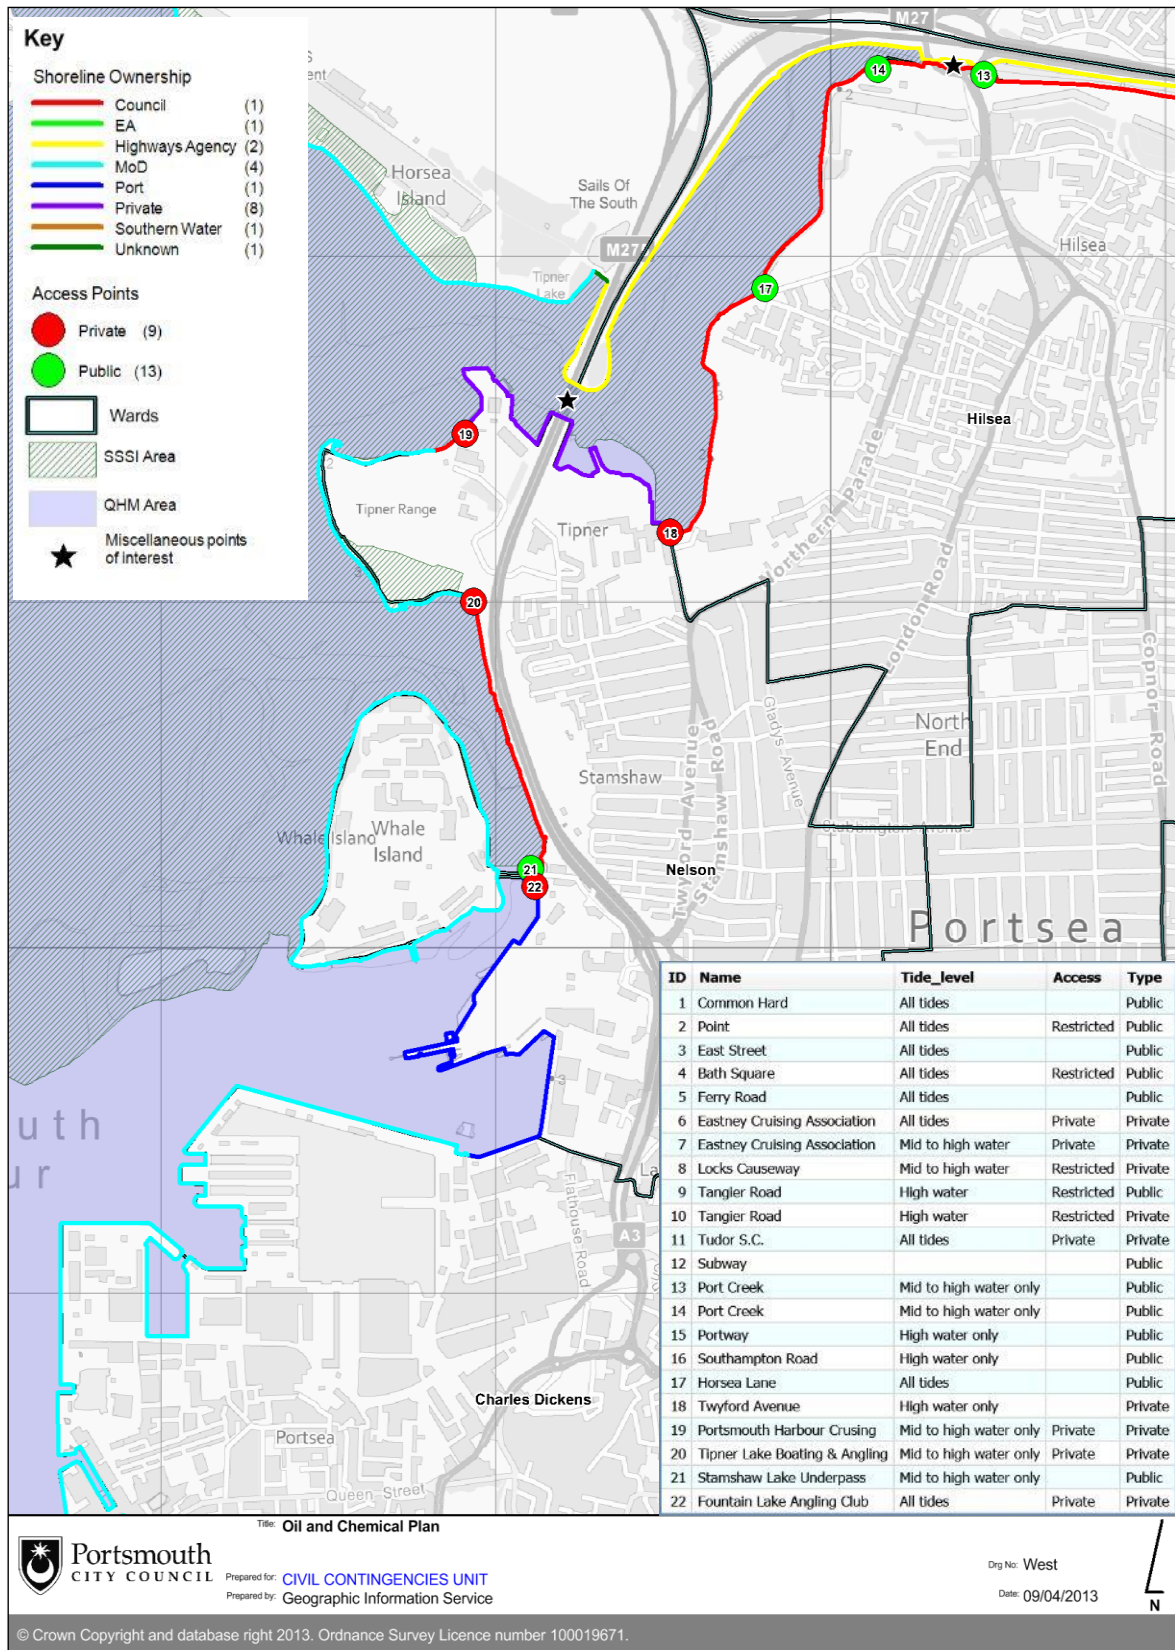 Key
Shoreline Ownership
Council (1)
EA (1)
Highways Agency (2)
MoD (4)
Port (1)
Private (8)
Southern Water (1)
Unknown (1)
Access Points
Private (9)
Public (13)
Wards
SSSI Area
QHM Area
Miscellaneous points
of interest
M27
14
13
2
Horsea
Island
Sails Of
The South
M27
Tipner
Lake
Hilsea
17
3
Hilsea
19
2
Tipner Range
Tipner
18
Northern Parade
London Road
3
20
Copnor Road
North
End
Gladys Avenue
Stamshaw
Twyford Avenue
Stamshaw Road
Stubbington Avenue
Whale Island
Whale
Island
21
22
Nelson
Portsea
uth
ur
Flathouse Road
La
A3
Charles Dickens
Portsea
Queen Street
ID Name Tide_level Access Type
1 Common Hard All tides Public
2 Point All tides Restricted Public
3 East Street All tides Public
4 Bath Square All tides Restricted Public
5 Ferry Road All tides Public
6 Eastney Cruising Association All tides Private Private
7 Eastney Cruising Association Mid to high water Private Private
8 Locks Causeway Mid to high water Restricted Private
9 Tangier Road High water Restricted Public
10 Tangier Road High water Restricted Private
11 Tudor S.C. All tides Private Private
12 Subway Public
13 Port Creek Mid to high water only Public
14 Port Creek Mid to high water only Public
15 Portway High water only Public
16 Southampton Road High water only Public
17 Horsea Lane All tides Public
18 Twyford Avenue High water only Private
19 Portsmouth Harbour Crusing Mid to high water only Private Private
20 Tipner Lake Boating & Angling Mid to high water only Private Private
21 Stamshaw Lake Underpass Mid to high water only Public
22 Fountain Lake Angling Club All tides Private Private
Portsmouth
CITY COUNCIL
Title: Oil and Chemical Plan
Prepared for: CIVIL CONTINGENCIES UNIT
Prepared by: Geographic Information Service
Drg No: West
Date: 09/04/2013
N
© Crown Copyright and database right 2013. Ordnance Survey Licence number 100019671.